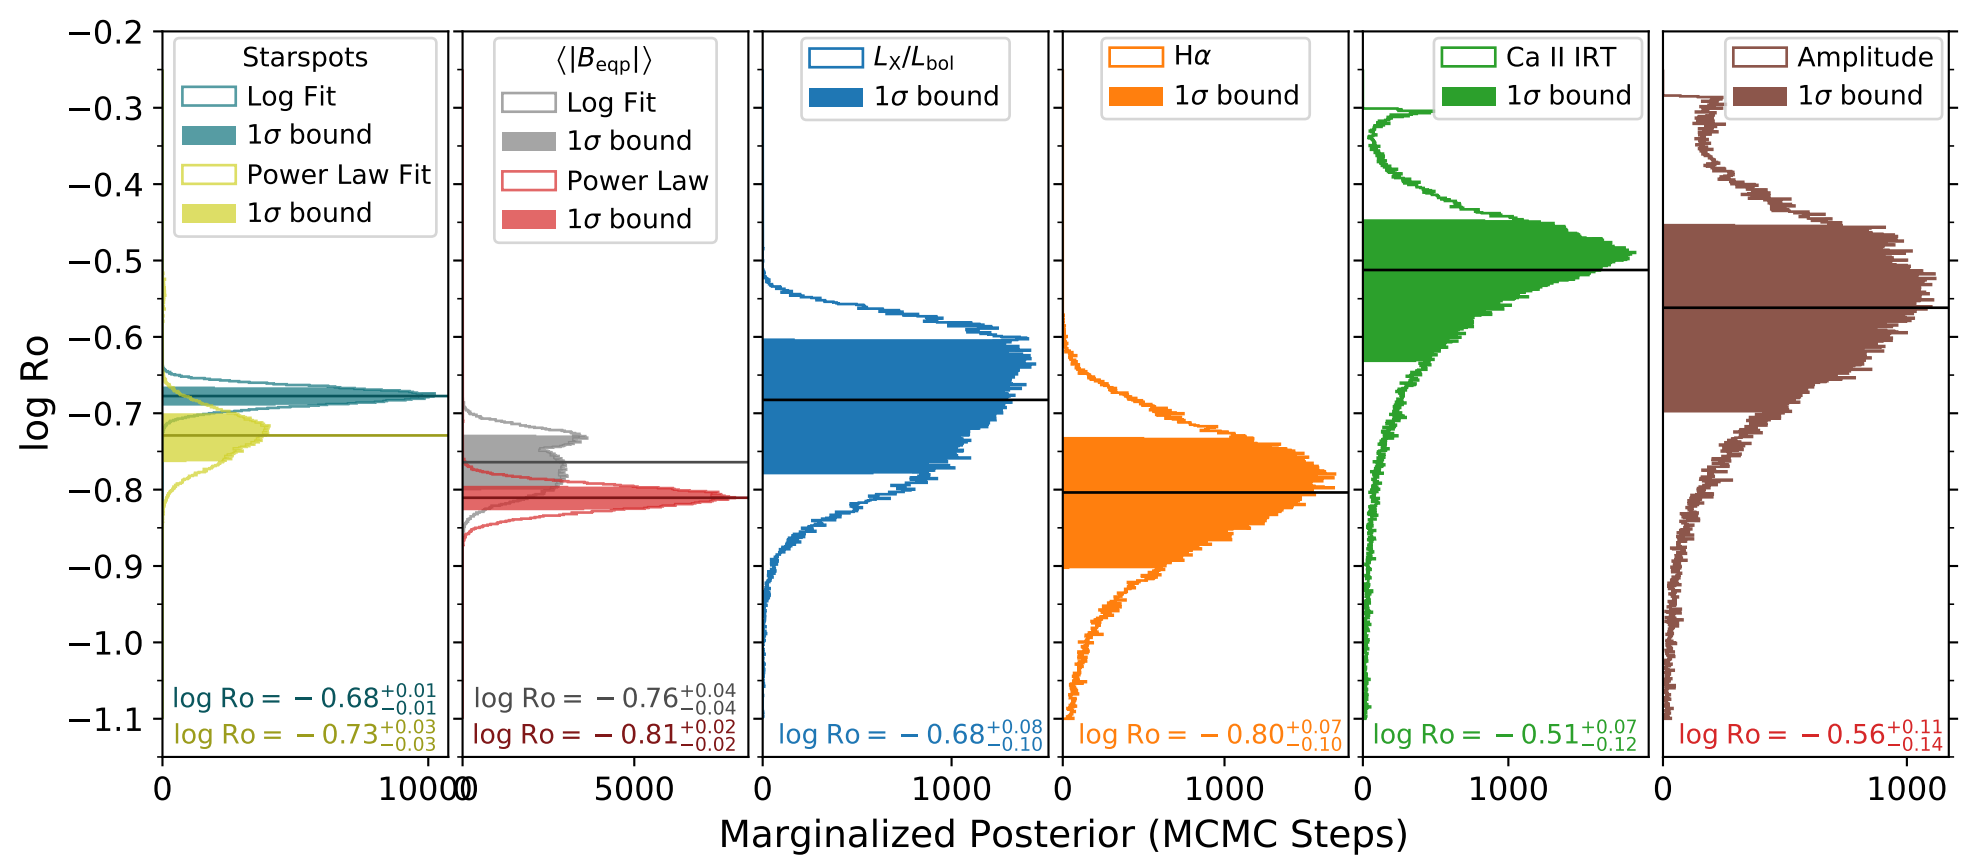 Starspots
Log Fit
1σ bound
Power Law Fit
1σ bound
⟨|B_eqp|⟩
Log Fit
1σ bound
Power Law
1σ bound
L_X/L_bol
1σ bound
Hα
1σ bound
Ca II IRT
1σ bound
Amplitude
1σ bound
−0.2
−0.3
−0.4
−0.5
−0.6
−0.7
−0.8
−0.9
−1.0
−1.1
log Ro
log Ro = −0.68^{+0.01}_{−0.01}
log Ro = −0.73^{+0.03}_{−0.03}
log Ro = −0.76^{+0.04}_{−0.04}
log Ro = −0.81^{+0.02}_{−0.02}
log Ro = −0.68^{+0.08}_{−0.10}
log Ro = −0.80^{+0.07}_{−0.10}
log Ro = −0.51^{+0.07}_{−0.12}
log Ro = −0.56^{+0.11}_{−0.14}
0 10000 0 5000 0 1000 0 1000 0 1000 0 1000
Marginalized Posterior (MCMC Steps)